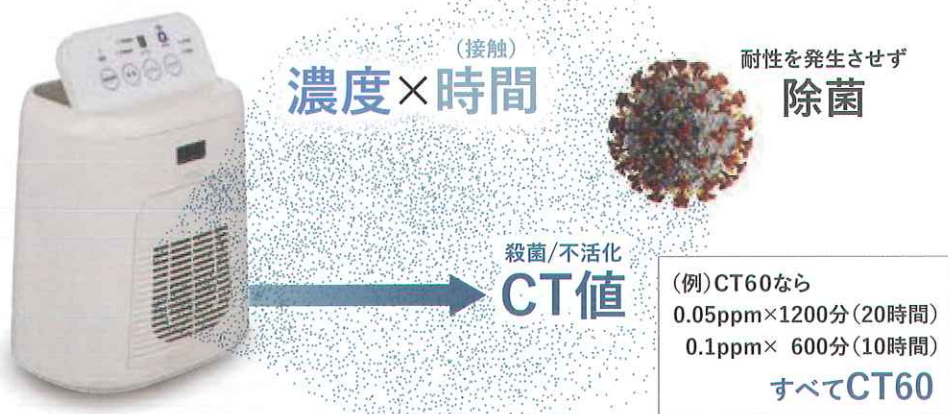 (接触)
濃度×時間
耐性を発生させず
除菌
殺菌/不活化
CT値
(例)CT60なら
0.05ppm×1200分(20時間)
0.1ppm× 600分(10時間)
すべてCT60